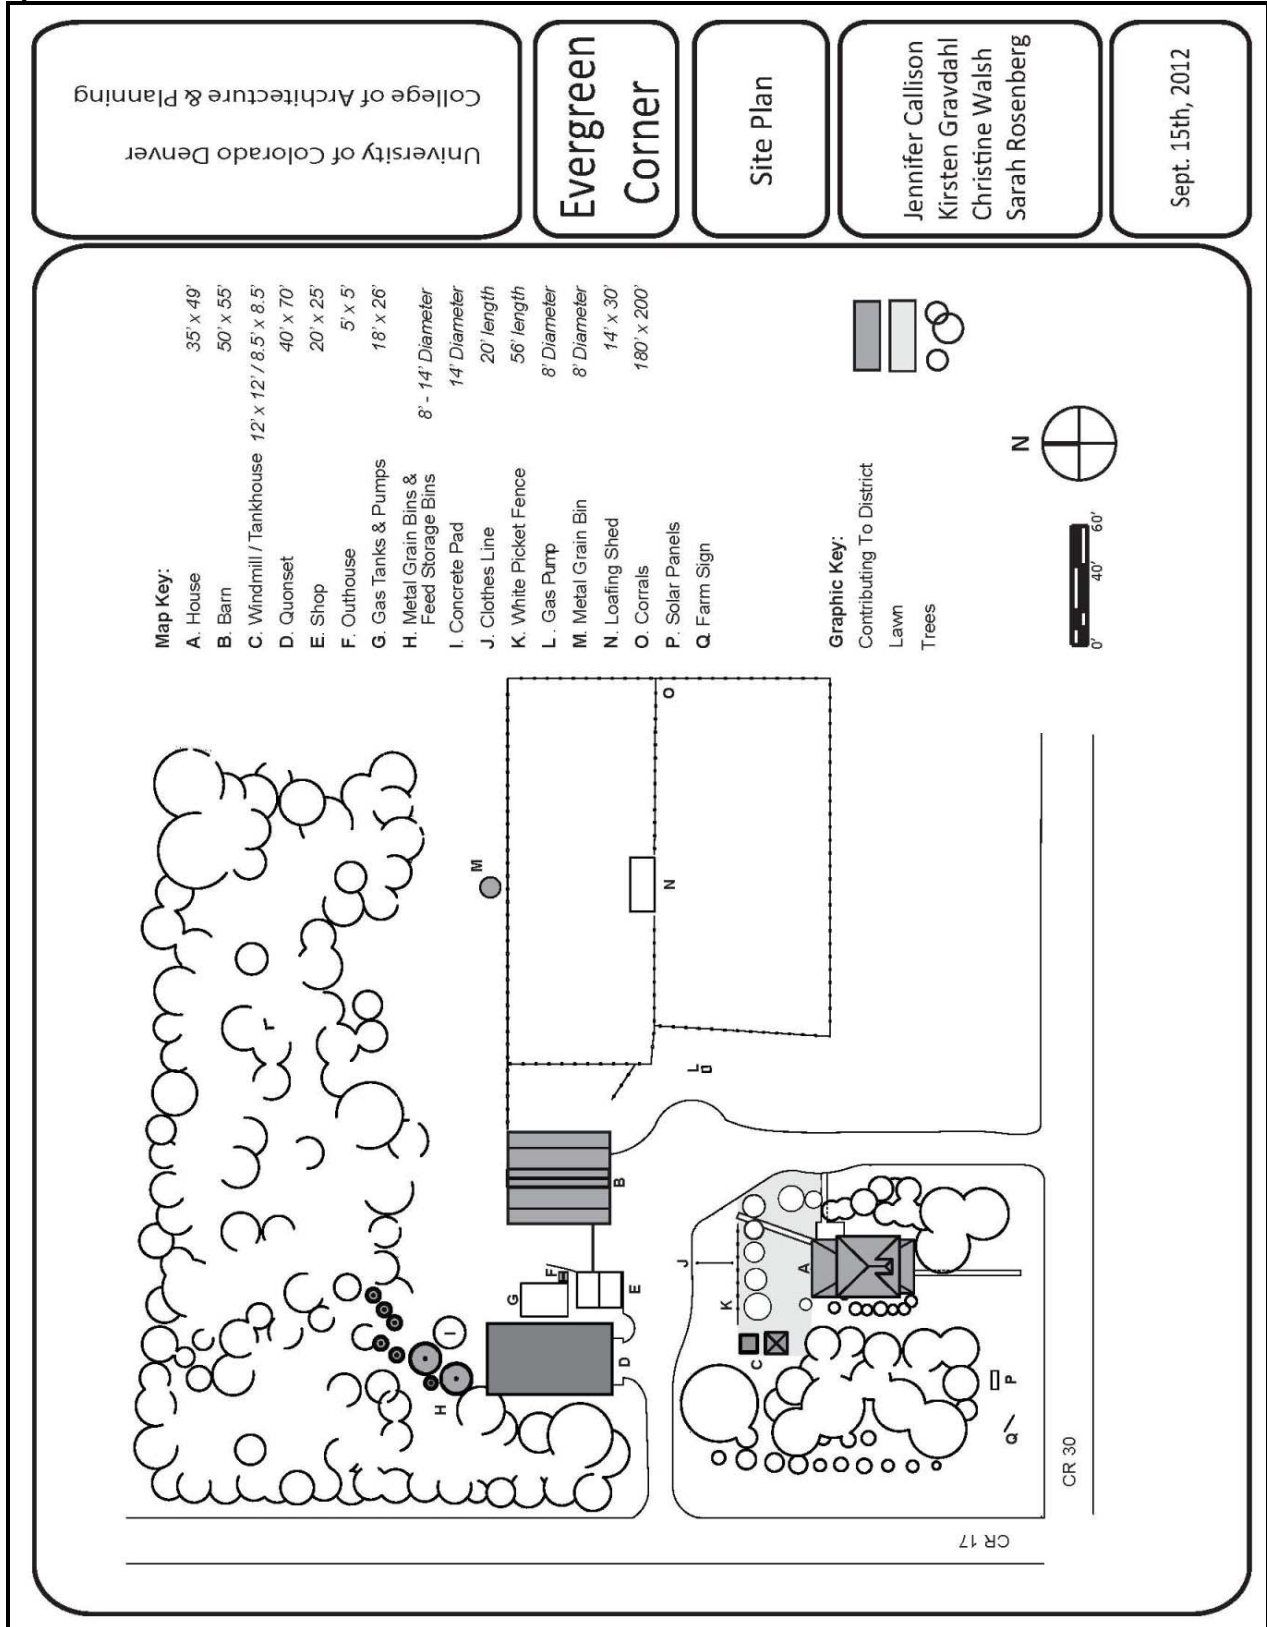 University of Colorado Denver
College of Architecture & Planning
Evergreen
Corner
Site Plan
Jennifer Callison
Kirsten Gravdahl
Christine Walsh
Sarah Rosenberg
Sept. 15th, 2012
Map Key:
A. House 35' x 49'
B. Barn 50' x 55'
C. Windmill / Tankhouse 12' x 12' / 8.5' x 8.5'
D. Quonset 40' x 70'
E. Shop 20' x 25'
F. Outhouse 5' x 5'
G. Gas Tanks & Pumps 18' x 26'
H. Metal Grain Bins &
Feed Storage Bins 8' - 14' Diameter
I. Concrete Pad 14' Diameter
J. Clothes Line 20' length
K. White Picket Fence 56' length
L . Gas Pump 8' Diameter
M. Metal Grain Bin 8' Diameter
N. Loafing Shed 14' x 30'
O. Corrals 180' x 200'
P. Solar Panels
Q. Farm Sign
Graphic Key:
Contributing To District
Lawn
Trees
N
0' 40' 60'
M
O
N
L
B
F
G
E
I
H
D
J
K
A
C
P
Q
CR 30
CR 17